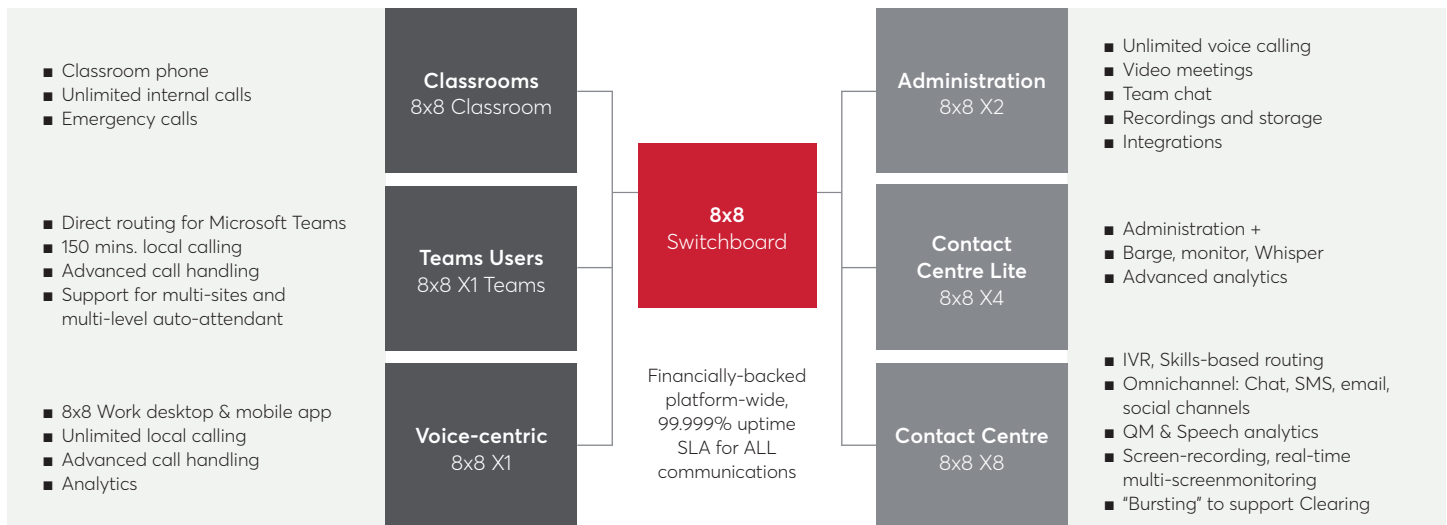 ■ Classroom phone
■ Unlimited internal calls
■ Emergency calls
Classrooms
8x8 Classroom
■ Direct routing for Microsoft Teams
■ 150 mins. local calling
■ Advanced call handling
■ Support for multi-sites and
multi-level auto-attendant
Teams Users
8x8 X1 Teams
■ 8x8 Work desktop & mobile app
■ Unlimited local calling
■ Advanced call handling
■ Analytics
Voice-centric
8x8 X1
8x8
Switchboard
Financially-backed
platform-wide,
99.999% uptime
SLA for ALL
communications
Administration
8x8 X2
■ Unlimited voice calling
■ Video meetings
■ Team chat
■ Recordings and storage
■ Integrations
Contact
Centre Lite
8x8 X4
■ Administration +
■ Barge, monitor, Whisper
■ Advanced analytics
Contact Centre
8x8 X8
■ IVR, Skills-based routing
■ Omnichannel: Chat, SMS, email,
social channels
■ QM & Speech analytics
■ Screen-recording, real-time
multi-screenmonitoring
■ “Bursting” to support Clearing